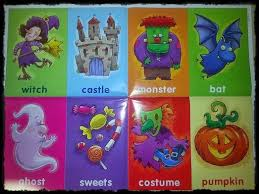 witch castle monster bat
ghost sweets costume pumpkin